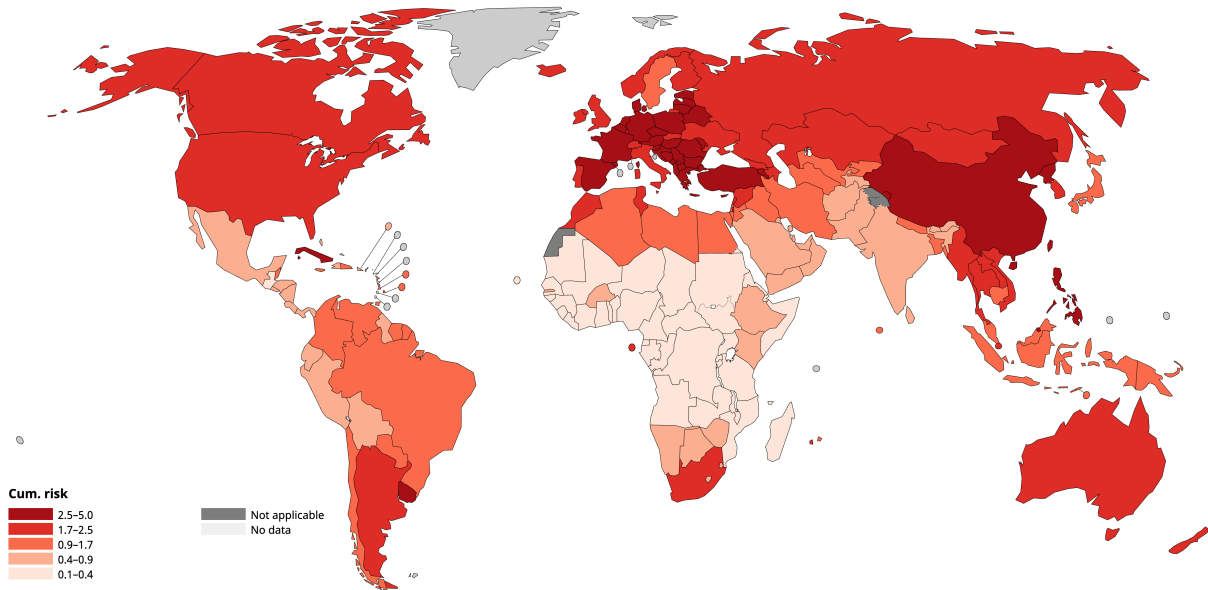 Cum. risk
2.5–5.0
1.7–2.5
0.9–1.7
0.4–0.9
0.1–0.4
Not applicable
No data